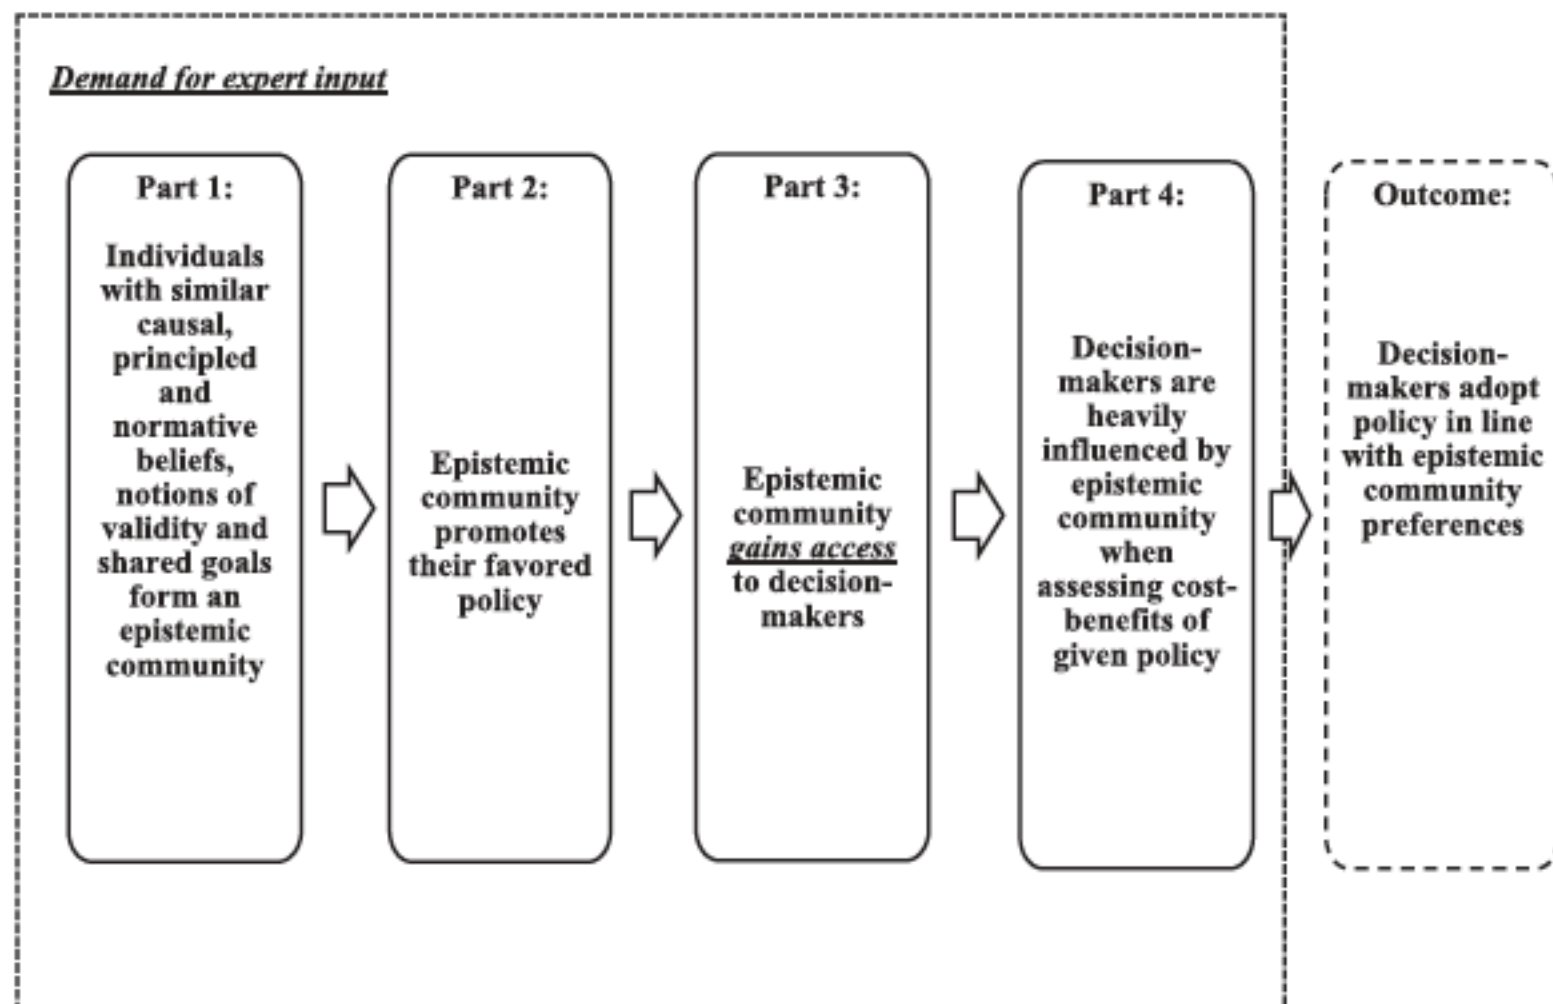 Demand for expert input
Part 1:
Individuals
with similar
causal,
principled
and
normative
beliefs,
notions of
validity and
shared goals
form an
epistemic
community
Part 2:
Epistemic
community
promotes
their favored
policy
Part 3:
Epistemic
community
gains access
to decision-
makers
Part 4:
Decision-
makers are
heavily
influenced by
epistemic
community
when
assessing cost-
benefits of
given policy
Outcome:
Decision-
makers adopt
policy in line
with epistemic
community
preferences